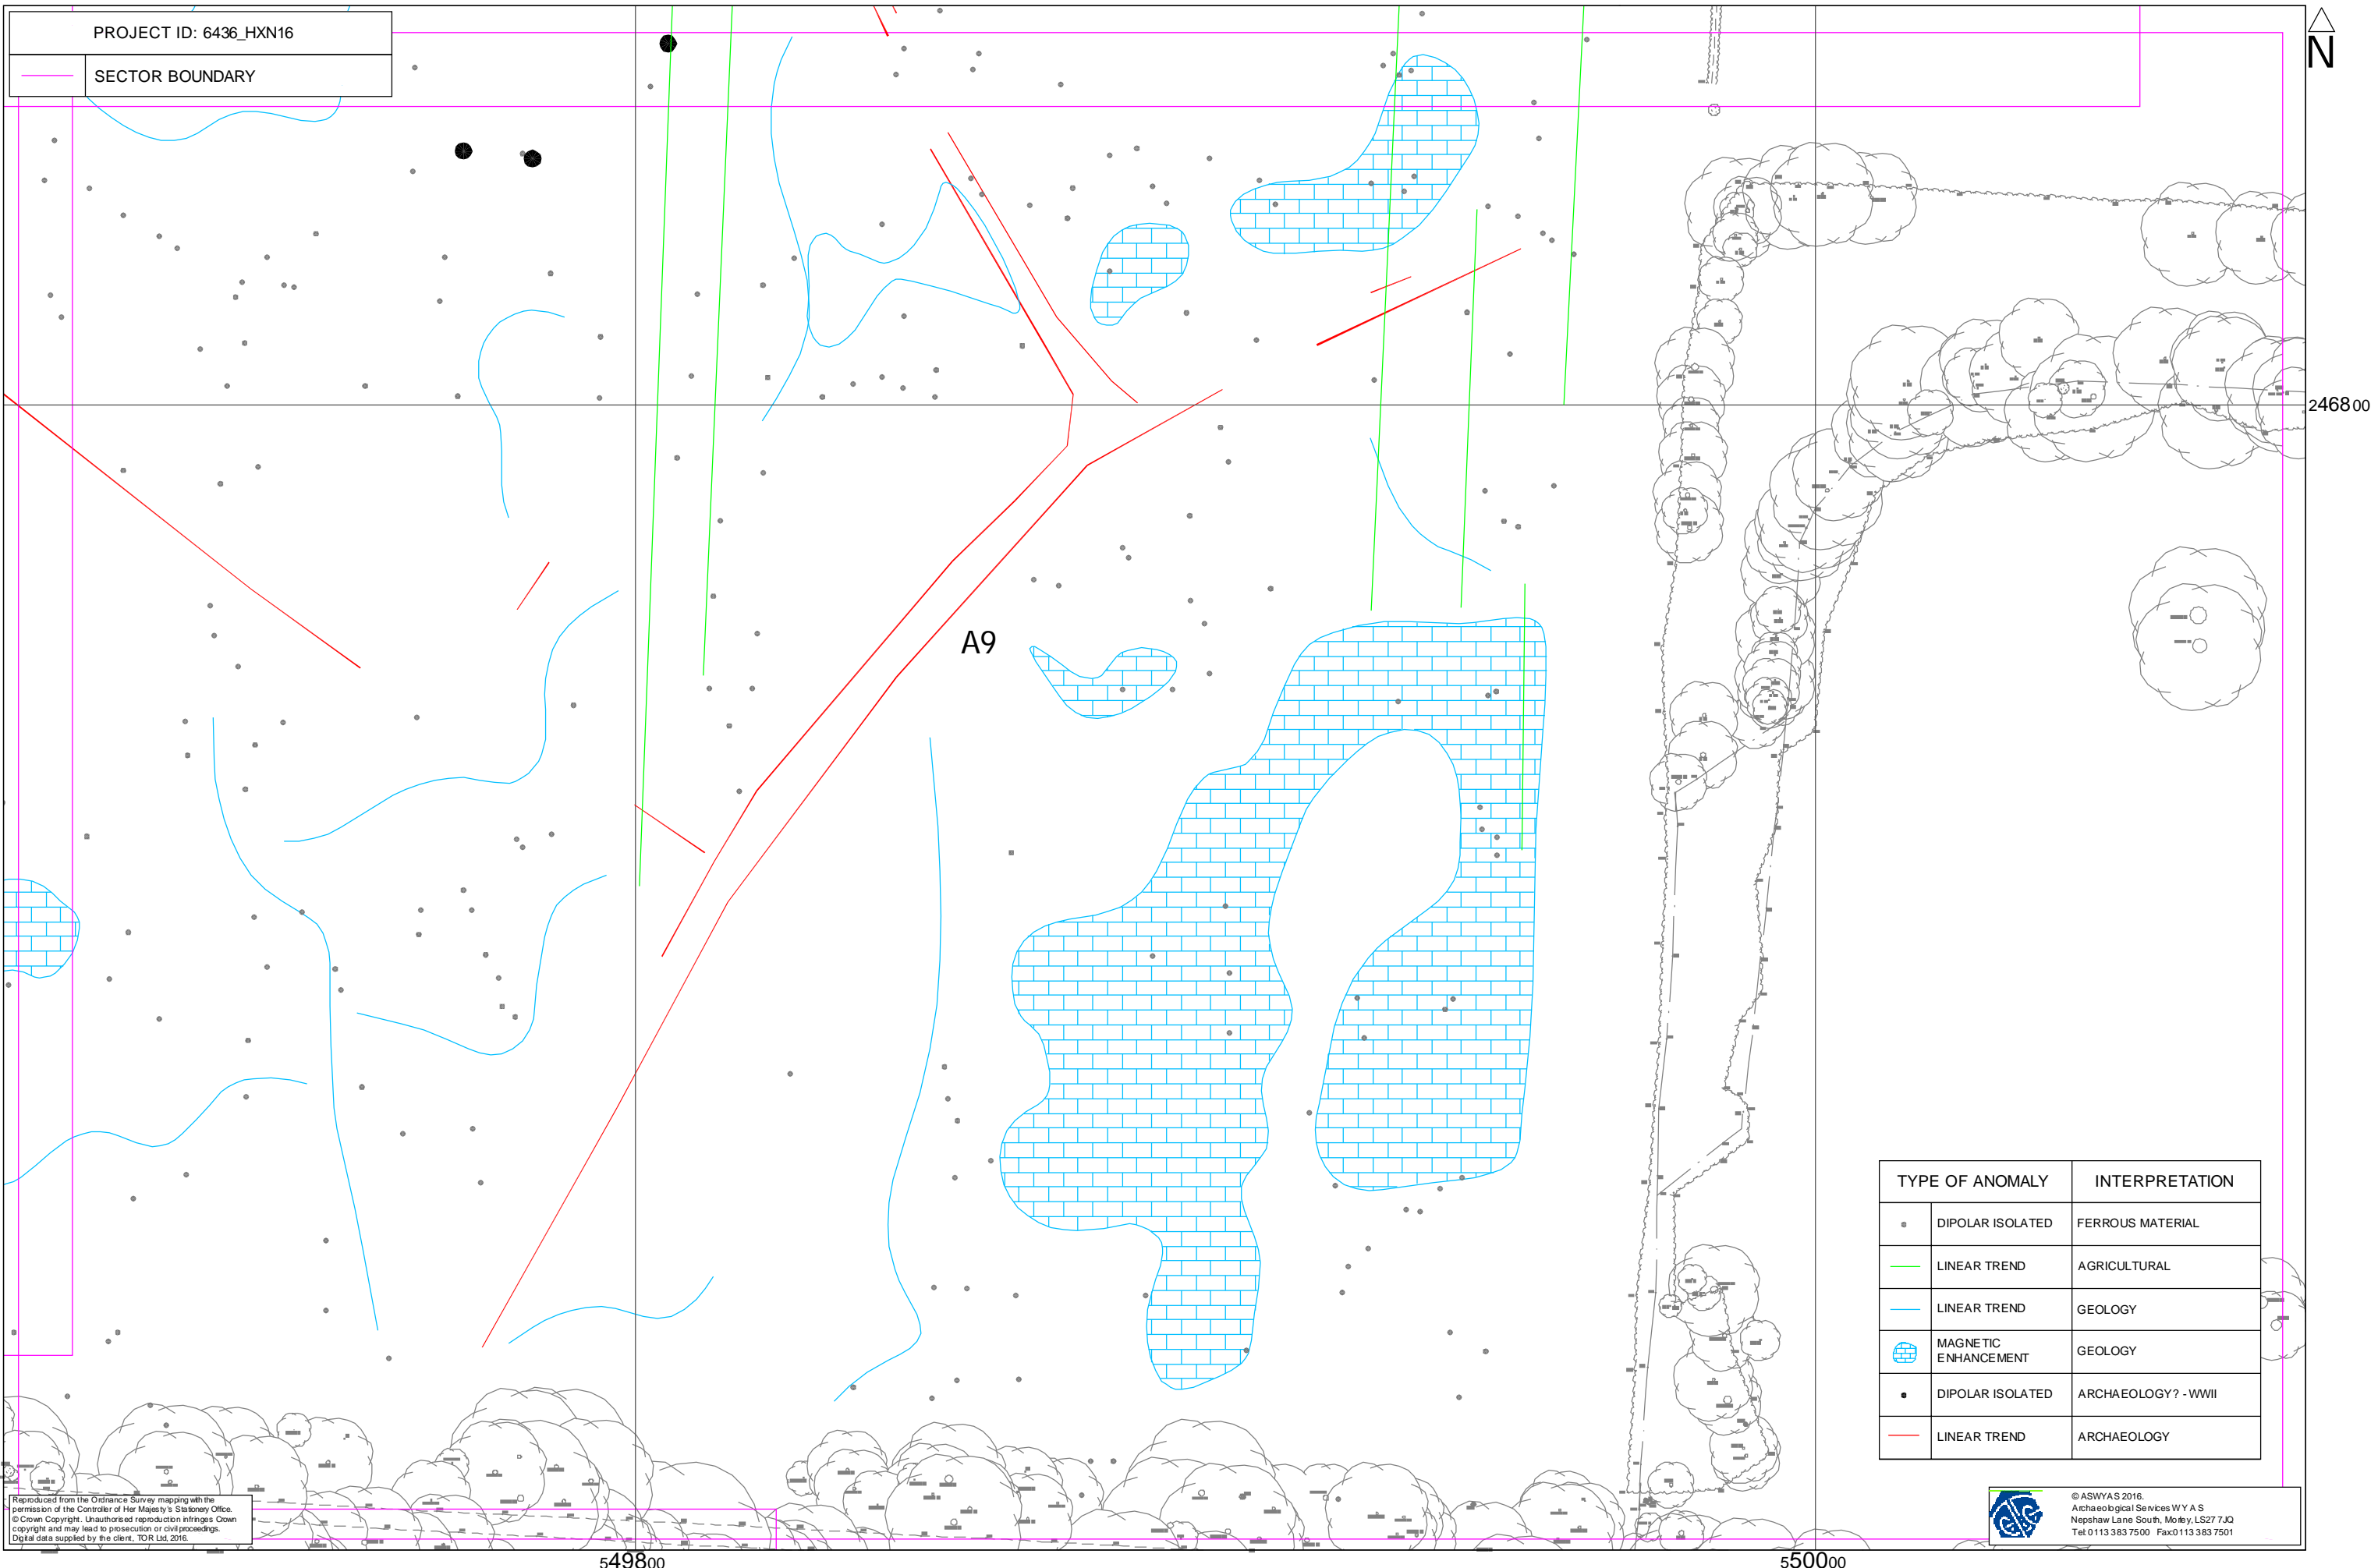 PROJECT ID: 6436_HXN16
SECTOR BOUNDARY
N
246800
A9
TYPE OF ANOMALY INTERPRETATION
DIPOLAR ISOLATED FERROUS MATERIAL
LINEAR TREND AGRICULTURAL
LINEAR TREND GEOLOGY
MAGNETIC ENHANCEMENT GEOLOGY
DIPOLAR ISOLATED ARCHAEOLOGY? - WWII
LINEAR TREND ARCHAEOLOGY
Reproduced from the Ordnance Survey mapping with the
permission of the Controller of Her Majesty's Stationery Office.
© Crown Copyright. Unauthorised reproduction infringes Crown
copyright and may lead to prosecution or civil proceedings.
Digital data supplied by the client, TOR Ltd, 2016.
© ASWYAS 2016.
Archaeological Services W Y A S
Nepshaw Lane South, Morley, LS27 7JQ
Tel: 0113 383 7500 Fax: 0113 383 7501
549800
550000